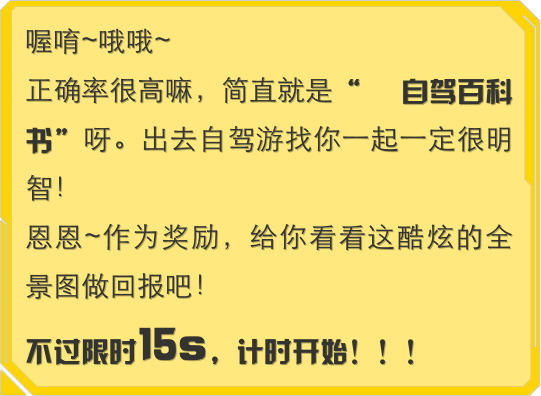 喔唷~哦哦~
正确率很高嘛，简直就是“ 自驾百科
书”呀。出去自驾游找你一起一定很明
智！
恩恩~作为奖励，给你看看这酷炫的全
景图做回报吧！
不过限时15s，计时开始！！！